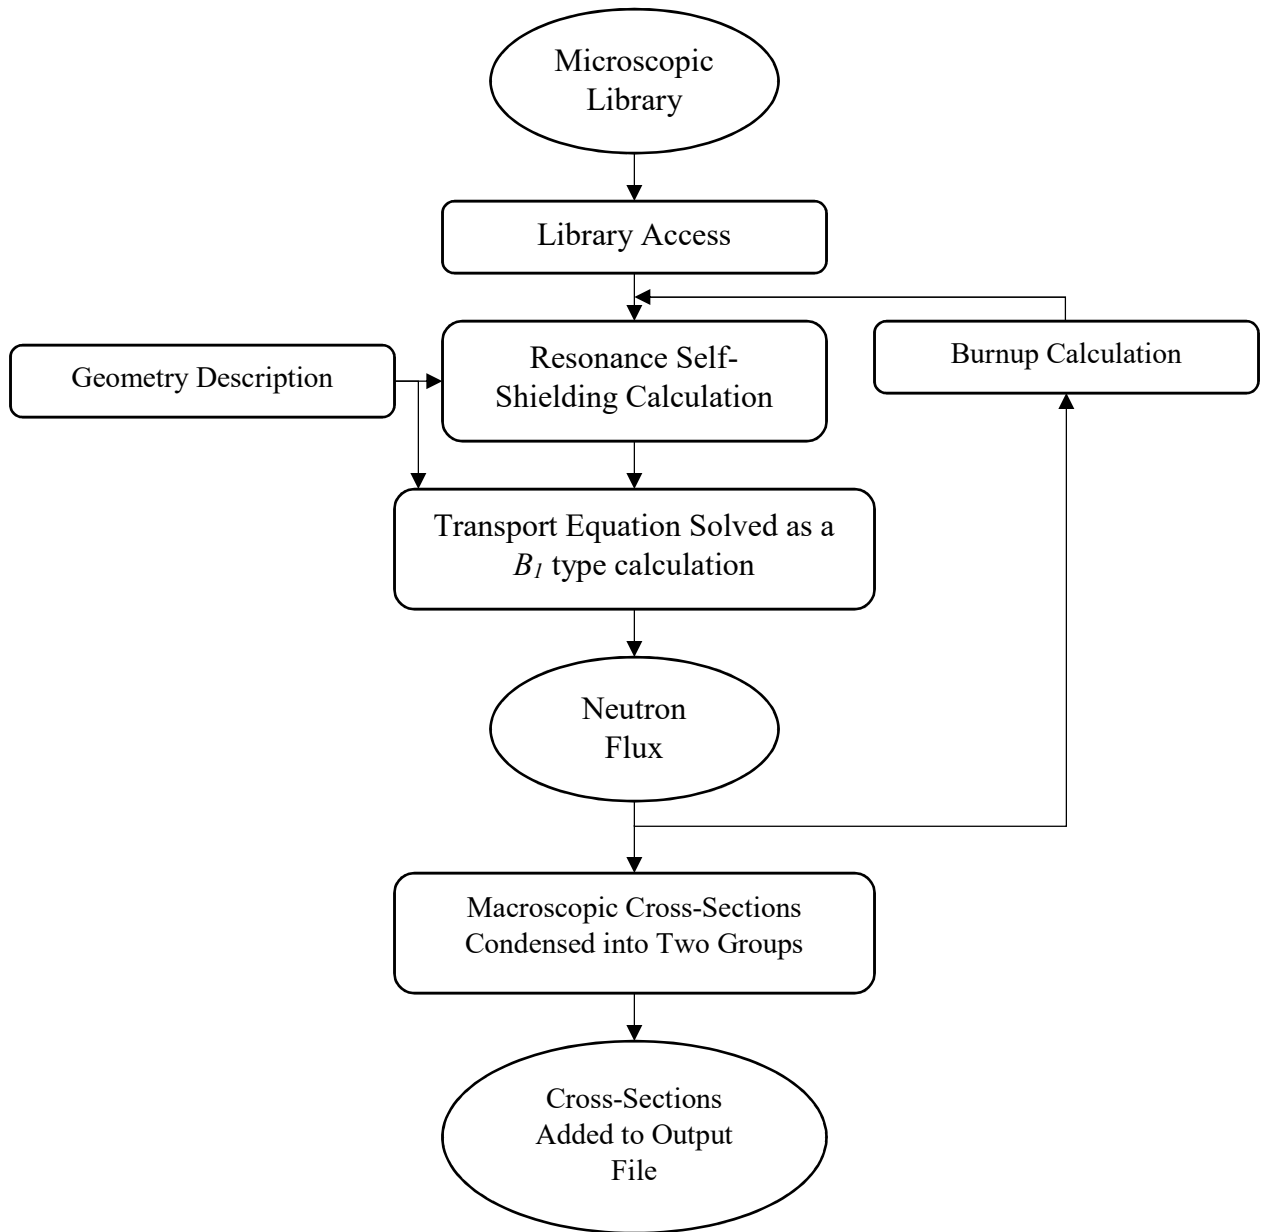 Microscopic
Library
Library Access
Resonance Self-
Shielding Calculation
Burnup Calculation
Geometry Description
Transport Equation Solved as a
B₁ type calculation
Neutron
Flux
Macroscopic Cross-Sections
Condensed into Two Groups
Cross-Sections
Added to Output
File